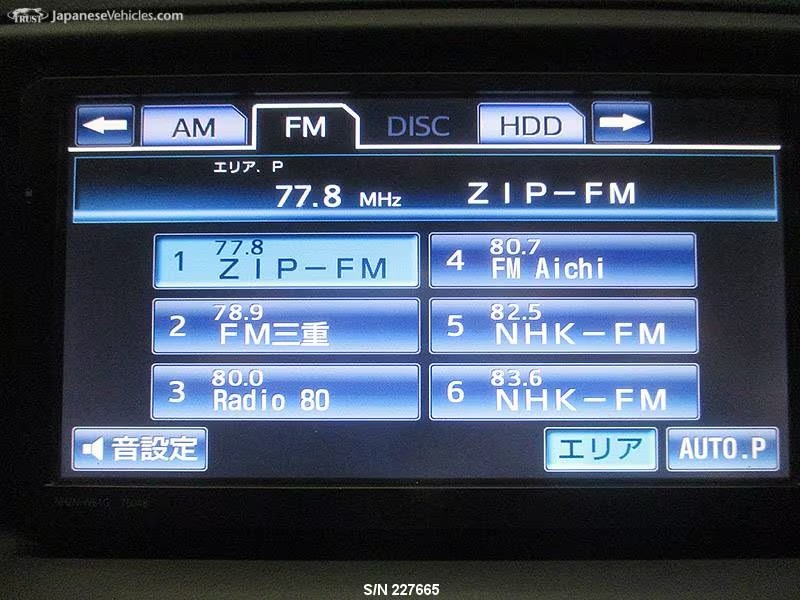 TRUST JapaneseVehicles.com
AM FM DISC HDD
エリア. P
77.8 MHz ZIP-FM
1 77.8 ZIP-FM
4 80.7 FM Aichi
2 78.9 FM三重
5 82.5 NHK-FM
3 80.0 Radio 80
6 83.6 NHK-FM
音設定 エリア AUTO.P
S/N 227665